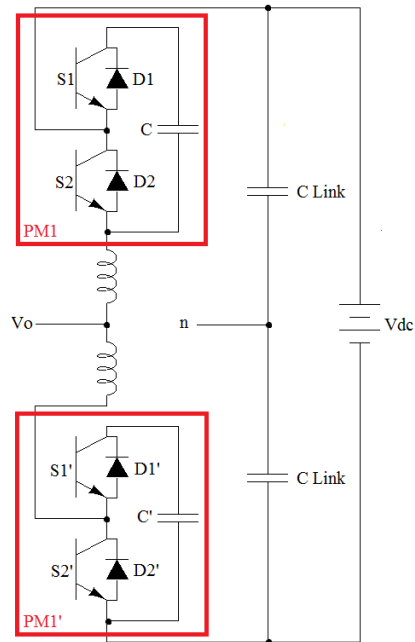 S1
D1
C
S2
D2
PM1
C Link
Vo
n
Vdc
S1'
D1'
C'
C Link
S2'
D2'
PM1'